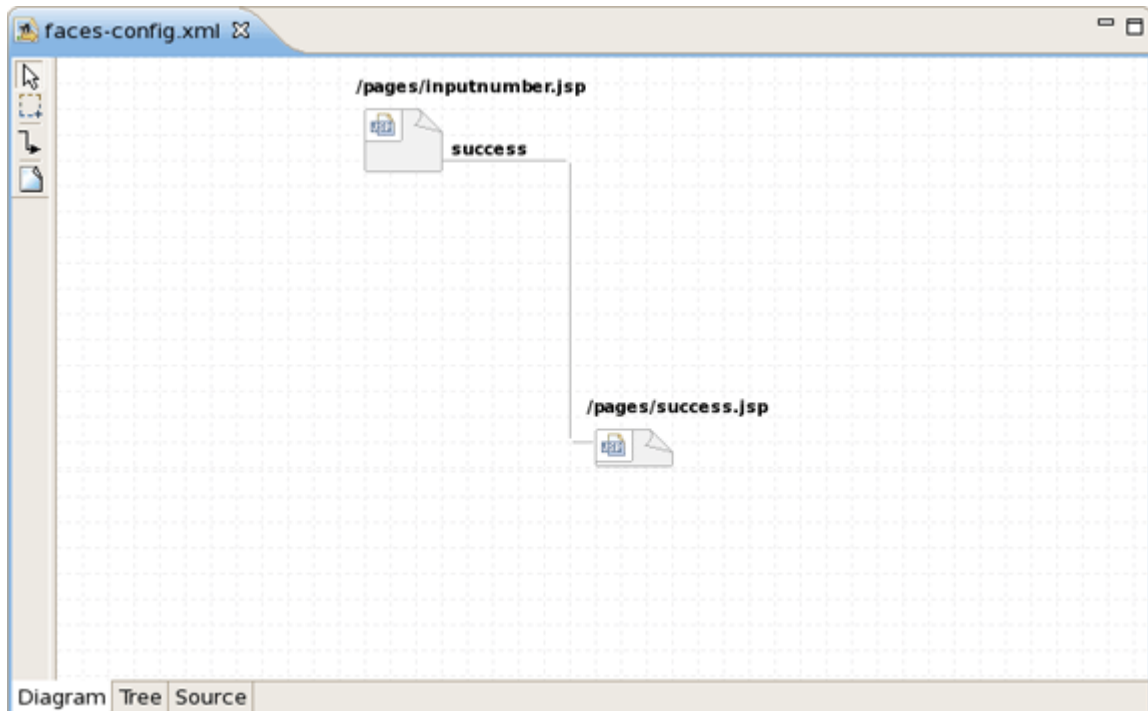 faces-config.xml
/pages/inputnumber.jsp
success
/pages/success.jsp
Diagram Tree Source